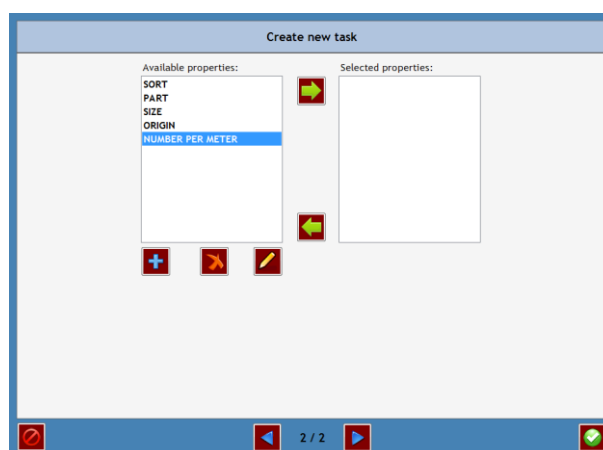 Create new task
Available properties:
Selected properties:
SORT
PART
SIZE
ORIGIN
NUMBER PER METER
2 / 2